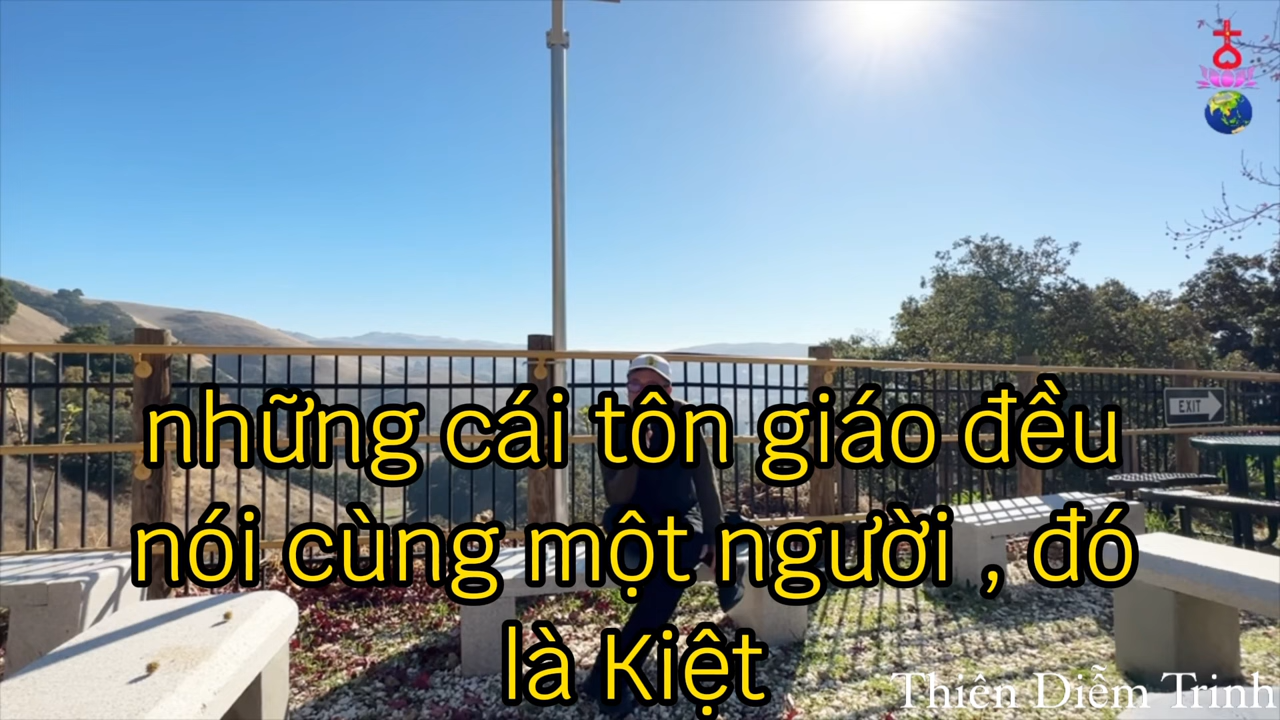 EXIT
những cái tôn giáo đều
nói cùng một người , đó
là Kiệt
Thiên Diễm Trinh